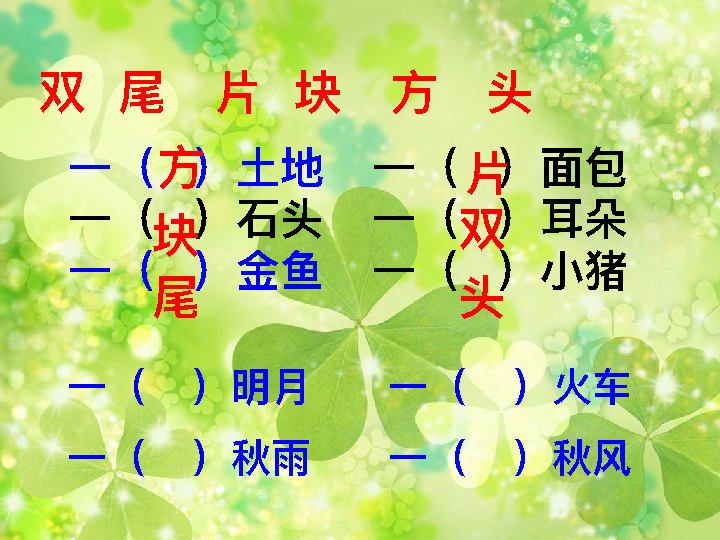 双 尾 片 块 方 头
一（方）土地 一（片）面包
一（块）石头 一（双）耳朵
一（尾）金鱼 一（头）小猪
一（ ）明月 一（ ）火车
一（ ）秋雨 一（ ）秋风